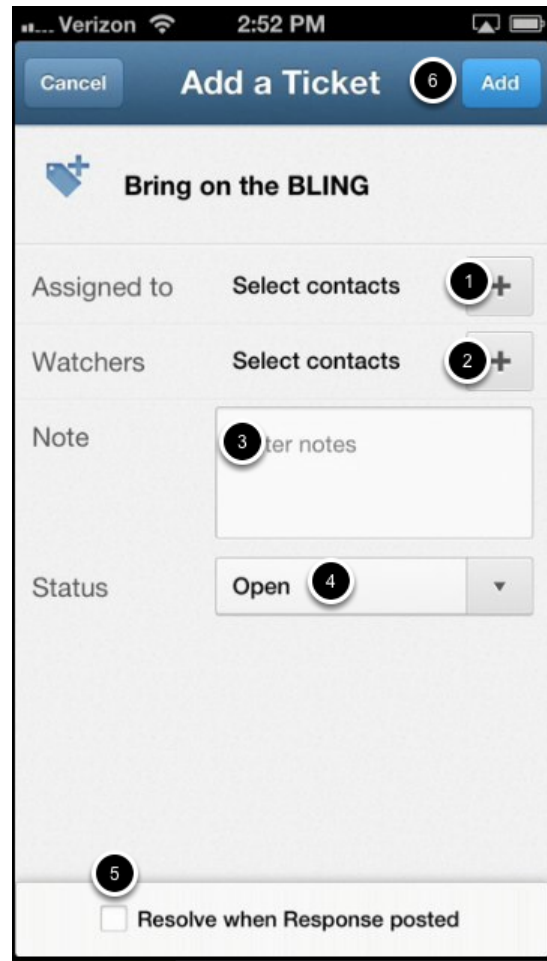 Verizon 2:52 PM
Cancel Add a Ticket 6 Add
Bring on the BLING
Assigned to Select contacts 1 +
Watchers Select contacts 2 +
Note 3 ter notes
Status Open 4
5
Resolve when Response posted